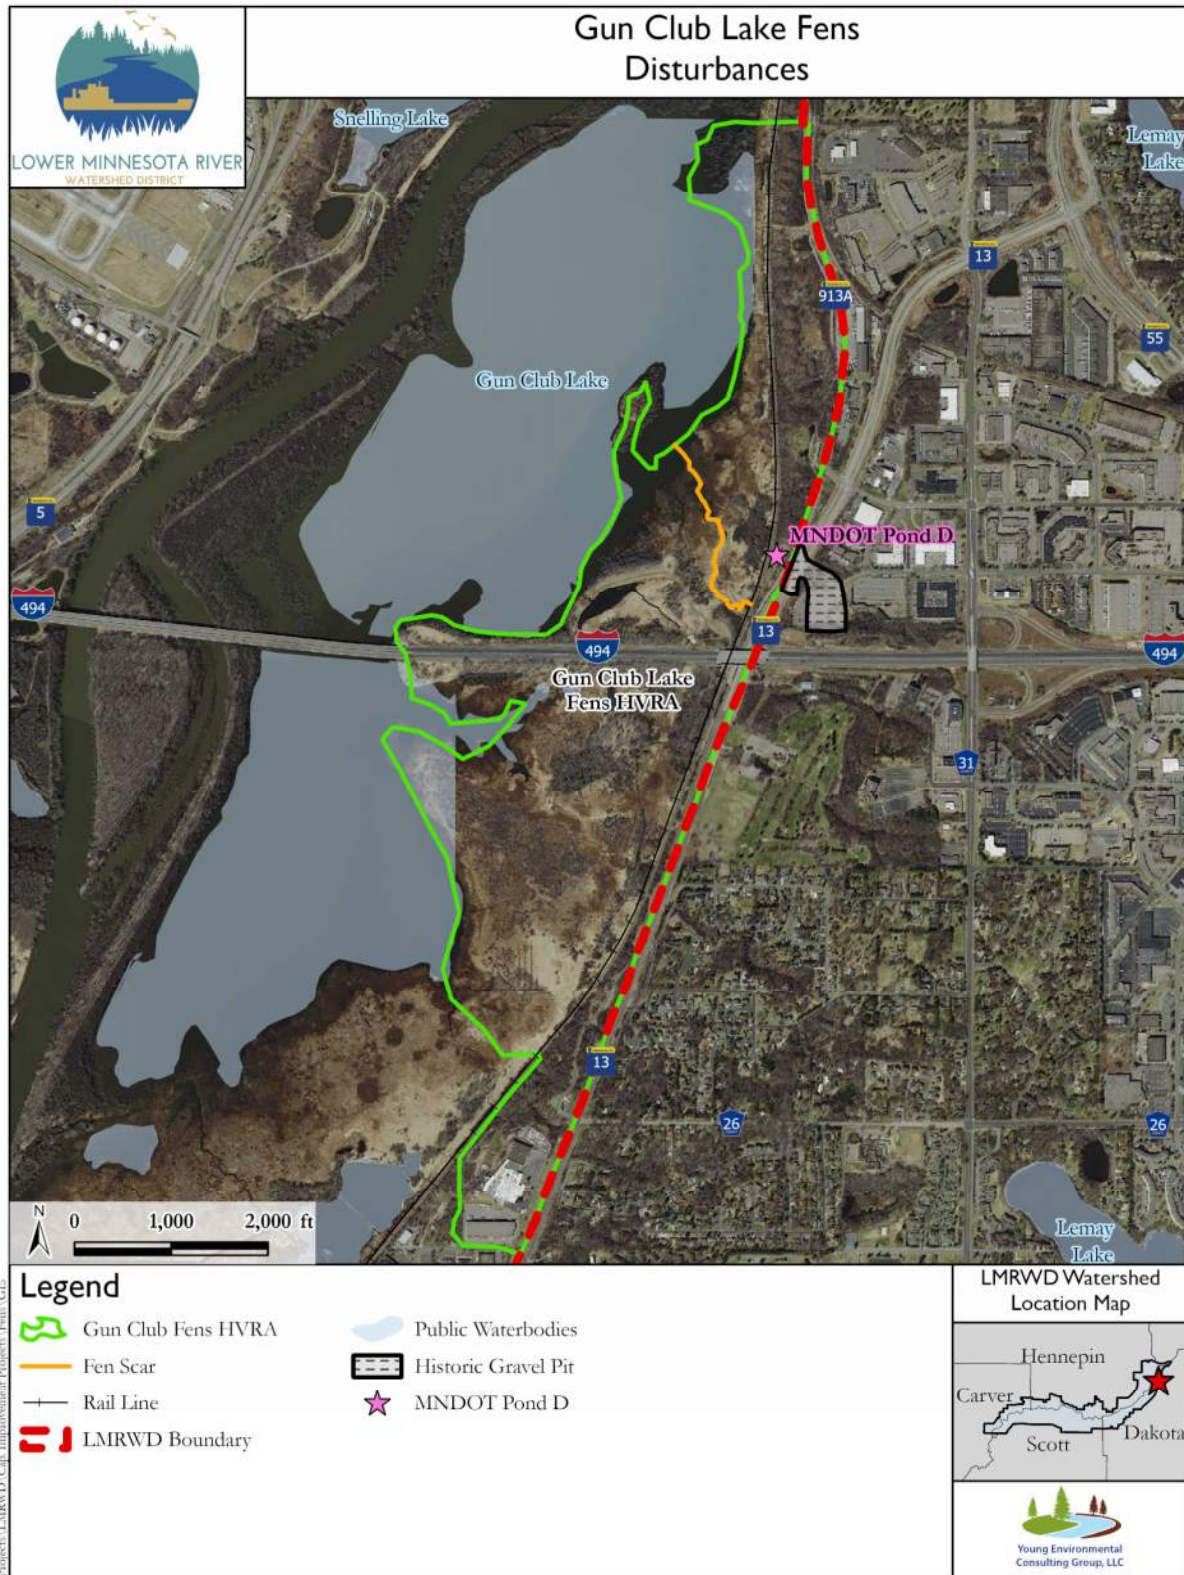 Gun Club Lake Fens
Disturbances
LOWER MINNESOTA RIVER
WATERSHED DISTRICT
Snelling Lake
Lemay
Lake
13
913A
55
Gun Club Lake
5
MNDOT Pond D
494
13
494
494
Gun Club Lake
Fens HVRA
31
13
26
26
N
0 1,000 2,000 ft
Lemay
Lake
Legend
Gun Club Fens HVRA
Fen Scar
Rail Line
LMRWD Boundary
Public Waterbodies
Historic Gravel Pit
MNDOT Pond D
LMRWD Watershed
Location Map
Hennepin
Carver
Scott
Dakota
Young Environmental
Consulting Group, LLC